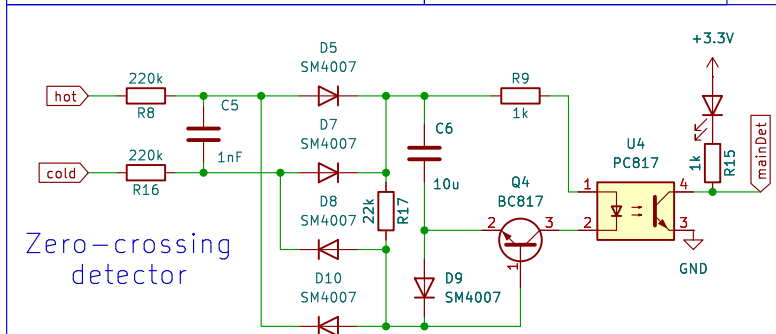 +3.3V
D5
SM4007
220k
hot
R8
C5
1nF
R9
1k
C6
10u
D7
SM4007
220k
cold
R16
22k
R17
D8
SM4007
Q4
BC817
2
3
1
U4
PC817
1
2
4
3
1k
R15
mainDet
GND
D9
SM4007
D10
SM4007
Zero-crossing
detector